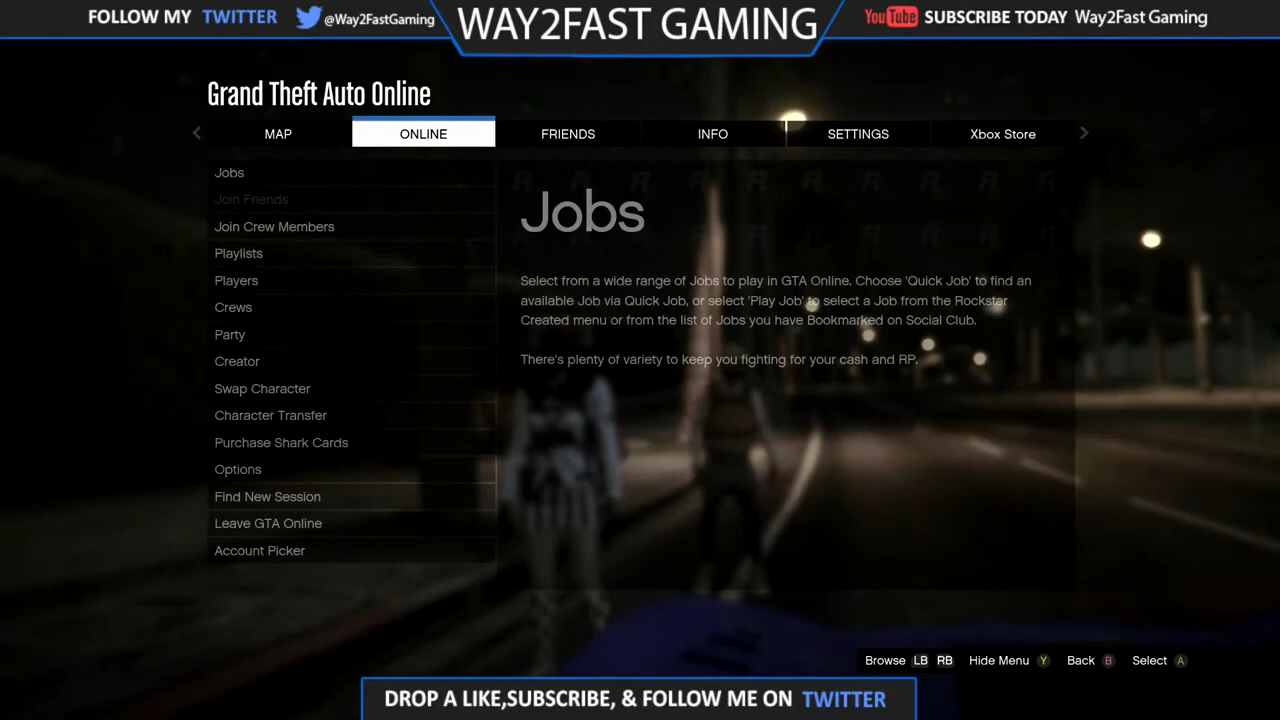 FOLLOW MY TWITTER @Way2FastGaming
WAY2FAST GAMING
YouTube SUBSCRIBE TODAY Way2Fast Gaming
Grand Theft Auto Online
MAP ONLINE FRIENDS INFO SETTINGS Xbox Store
Jobs
Join Friends
Join Crew Members
Playlists
Players
Crews
Party
Creator
Swap Character
Character Transfer
Purchase Shark Cards
Options
Find New Session
Leave GTA Online
Account Picker
Jobs
Select from a wide range of Jobs to play in GTA Online. Choose 'Quick Job' to find an
available Job via Quick Job, or select 'Play Job' to select a Job from the Rockstar
Created menu or from the list of Jobs you have Bookmarked on Social Club.
There's plenty of variety to keep you fighting for your cash and RP.
Browse LB RB Hide Menu Y Back B Select A
DROP A LIKE,SUBSCRIBE, & FOLLOW ME ON TWITTER